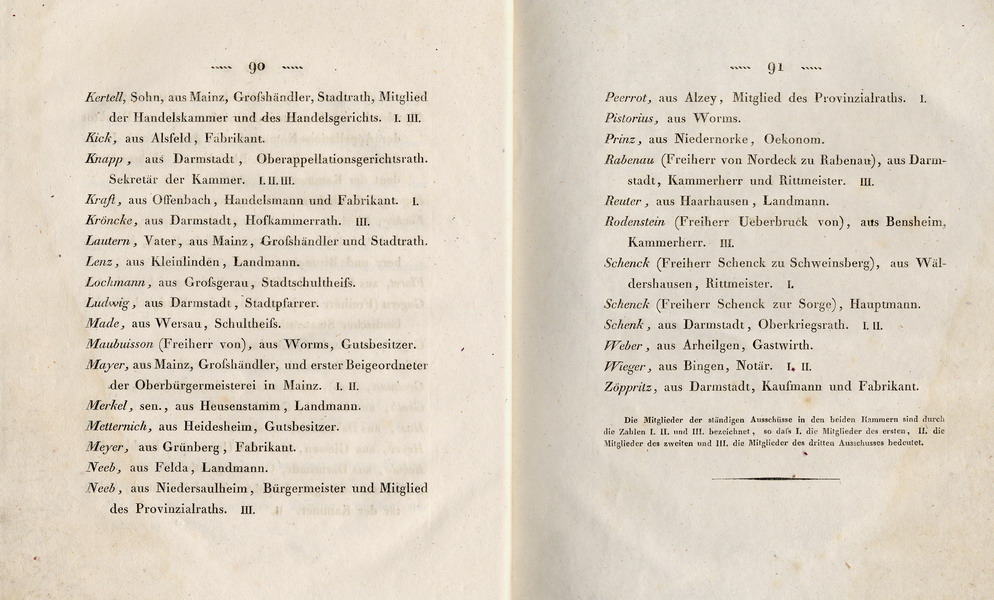 90
Kertell, Sohn, aus Mainz, Groſshändler, Stadtrath, Mitglied
der Handelskammer und des Handelsgerichts. I. III.
Kick, aus Alsfeld, Fabrikant.
Knapp, aus Darmstadt, Oberappellationsgerichtsrath.
Sekretär der Kammer. I. II. III.
Kraft, aus Offenbach, Handelsmann und Fabrikant. I.
Kröncke, aus Darmstadt, Hofkammerrath. III.
Lautern, Vater, aus Mainz, Groſshändler und Stadtrath.
Lenz, aus Kleinlinden, Landmann.
Lochmann, aus Groſsgerau, Stadtschultheiſs.
Ludwig, aus Darmstadt, Stadtpfarrer.
Made, aus Wersau, Schultheiſs.
Maubuisson (Freiherr von), aus Worms, Gutsbesitzer.
Mayer, aus Mainz, Groſshändler, und erster Beigeordneter
der Oberbürgermeisterei in Mainz. I. II.
Merkel, sen., aus Heusenstamm, Landmann.
Metternich, aus Heidesheim, Gutsbesitzer.
Meyer, aus Grünberg, Fabrikant.
Neeb, aus Felda, Landmann.
Neeb, aus Niedersaulheim, Bürgermeister und Mitglied
des Provinzialraths. III.
91
Peerrot, aus Alzey, Mitglied des Provinzialraths. I.
Pistorius, aus Worms.
Prinz, aus Niedernorke, Oekonom.
Rabenau (Freiherr von Nordeck zu Rabenau), aus Darm-
stadt, Kammerherr und Rittmeister. III.
Reuter, aus Haarhausen, Landmann.
Rodenstein (Freiherr Ueberbruck von), aus Bensheim,
Kammerherr. III.
Schenck (Freiherr Schenck zu Schweinsberg), aus Wäl-
dershausen, Rittmeister. I.
Schenck (Freiherr Schenck zur Sorge), Hauptmann.
Schenk, aus Darmstadt, Oberkriegsrath. I. II.
Weber, aus Arheilgen, Gastwirth.
Wieger, aus Bingen, Notär. I. II.
Zöppritz, aus Darmstadt, Kaufmann und Fabrikant.
Die Mitglieder der ständigen Ausschüsse in den beiden Kammern sind durch
die Zahlen I. II. und III. bezeichnet, so daſs I. die Mitglieder des ersten, II. die
Mitglieder des zweiten und III. die Mitglieder des dritten Ausschusses bedeutet.